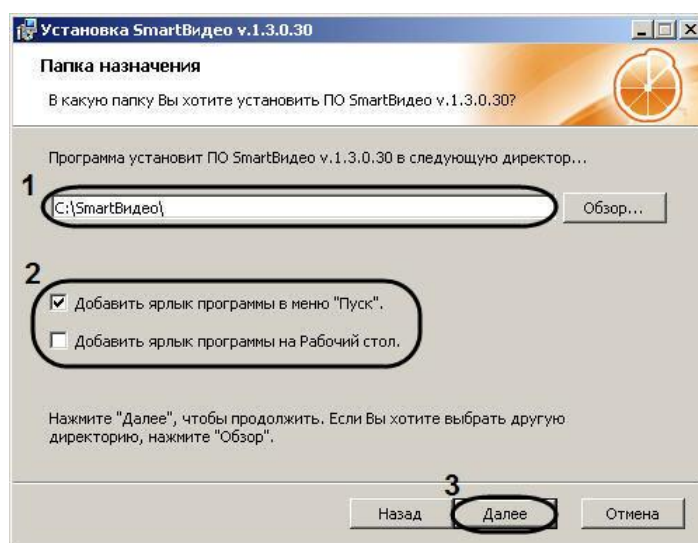 Установка SmartВидео v.1.3.0.30
Папка назначения
В какую папку Вы хотите установить ПО SmartВидео v.1.3.0.30?
Программа установит ПО SmartВидео v.1.3.0.30 в следующую директор...
1
C:\SmartВидео\
Обзор...
2
Добавить ярлык программы в меню "Пуск".
Добавить ярлык программы на Рабочий стол.
Нажмите "Далее", чтобы продолжить. Если Вы хотите выбрать другую
директорию, нажмите "Обзор".
3
Назад
Далее
Отмена